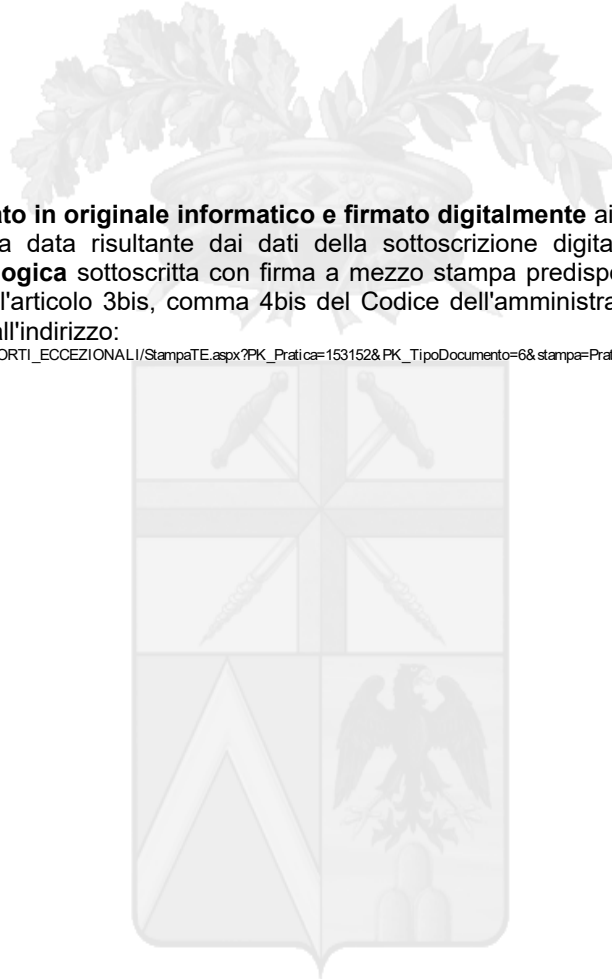 ato in originale informatico e firmato digitalmente ai
a data risultante dai dati della sottoscrizione digita
ogica sottoscritta con firma a mezzo stampa predispo
l'articolo 3bis, comma 4bis del Codice dell'amministra
all'indirizzo:
ORTI_ECCEZIONALI/StampaTE.aspx?PK_Pratica=153152&PK_TipoDocumento=6&stampa=Prat